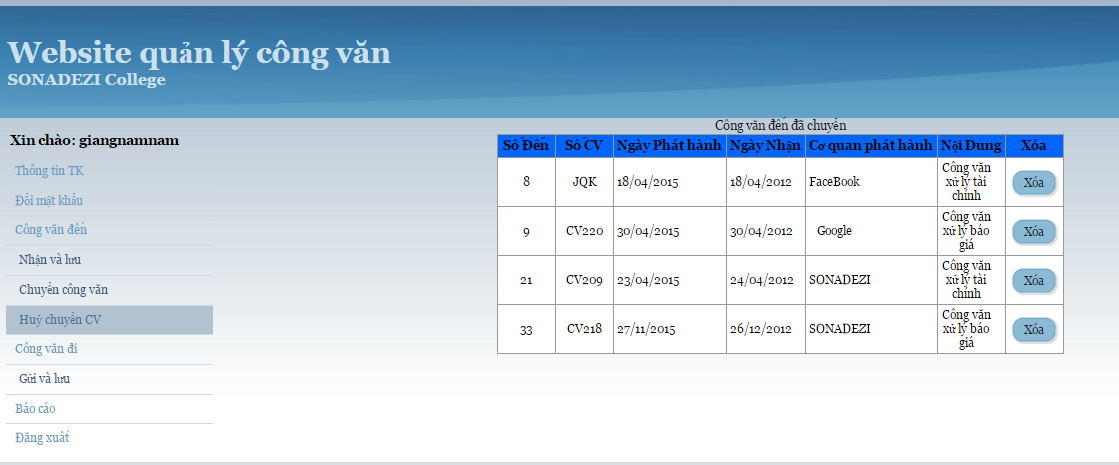 Website quản lý công văn
SONADEZI College
Xin chào: giangnamnam
Thông tin TK
Đổi mật khẩu
Công văn đến
Nhận và lưu
Chuyển công văn
Huỷ chuyển CV
Công văn đi
Gửi và lưu
Báo cáo
Đăng xuất
Công văn đến đã chuyển
Số Đến Số CV Ngày Phát hành Ngày Nhận Cơ quan phát hành Nội Dung Xóa
8 JQK 18/04/2015 18/04/2012 FaceBook Công văn xử lý tài chính Xóa
9 CV220 30/04/2015 30/04/2012 Google Công văn xử lý báo giá Xóa
21 CV209 23/04/2015 24/04/2012 SONADEZI Công văn xử lý tài chính Xóa
33 CV218 27/11/2015 26/12/2012 SONADEZI Công văn xử lý báo giá Xóa